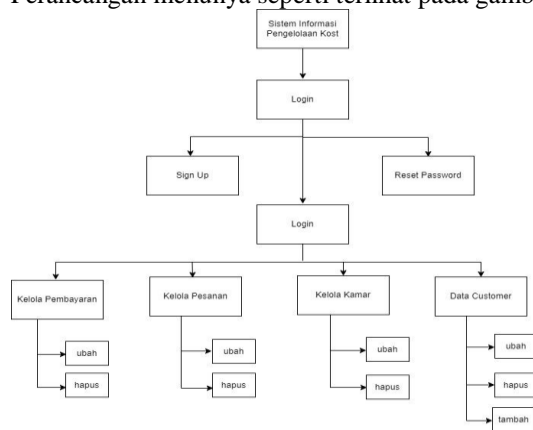 Perancangan menunya seperti terlihat pada gamb
Sistem Informasi
Pengelolaan Kost
Login
Sign Up
Reset Password
Login
Kelola Pembayaran
Kelola Pesanan
Kelola Kamar
Data Customer
ubah
hapus
ubah
hapus
ubah
hapus
ubah
hapus
tambah